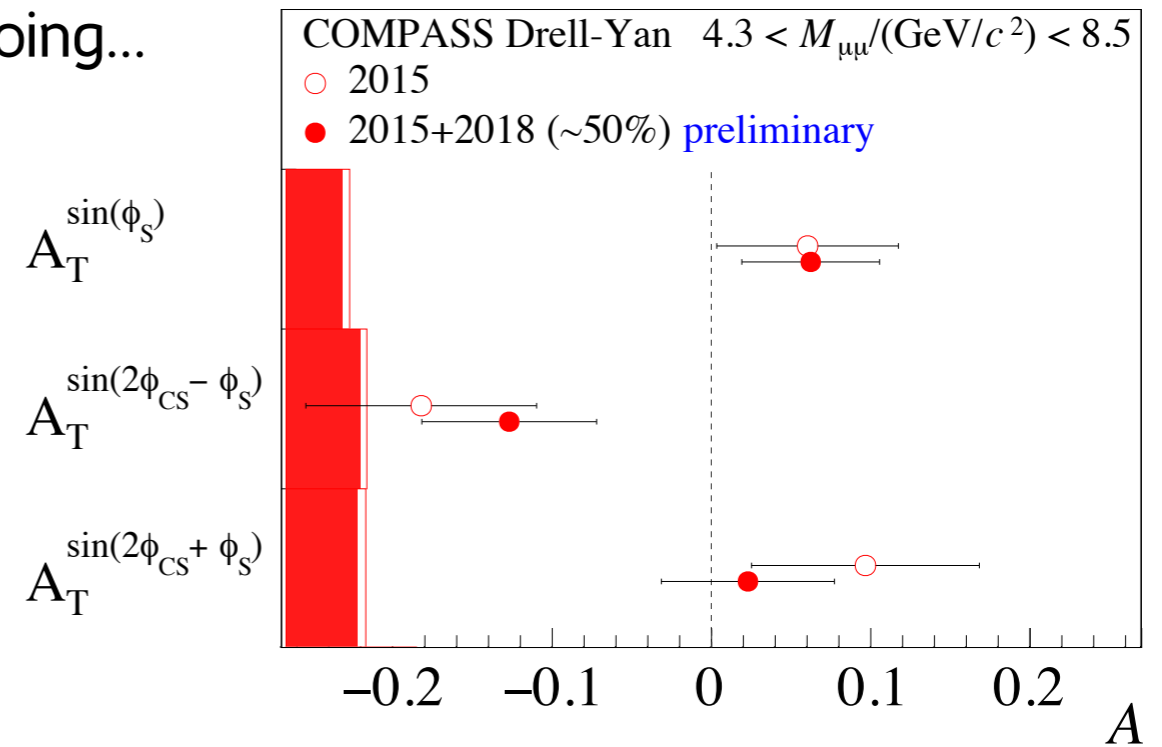 oing...
COMPASS Drell-Yan 4.3 < M_μμ/(GeV/c²) < 8.5
2015
2015+2018 (~50%) preliminary
A_T^sin(ϕ_S)
A_T^sin(2ϕ_CS − ϕ_S)
A_T^sin(2ϕ_CS + ϕ_S)
−0.2 −0.1 0 0.1 0.2
A